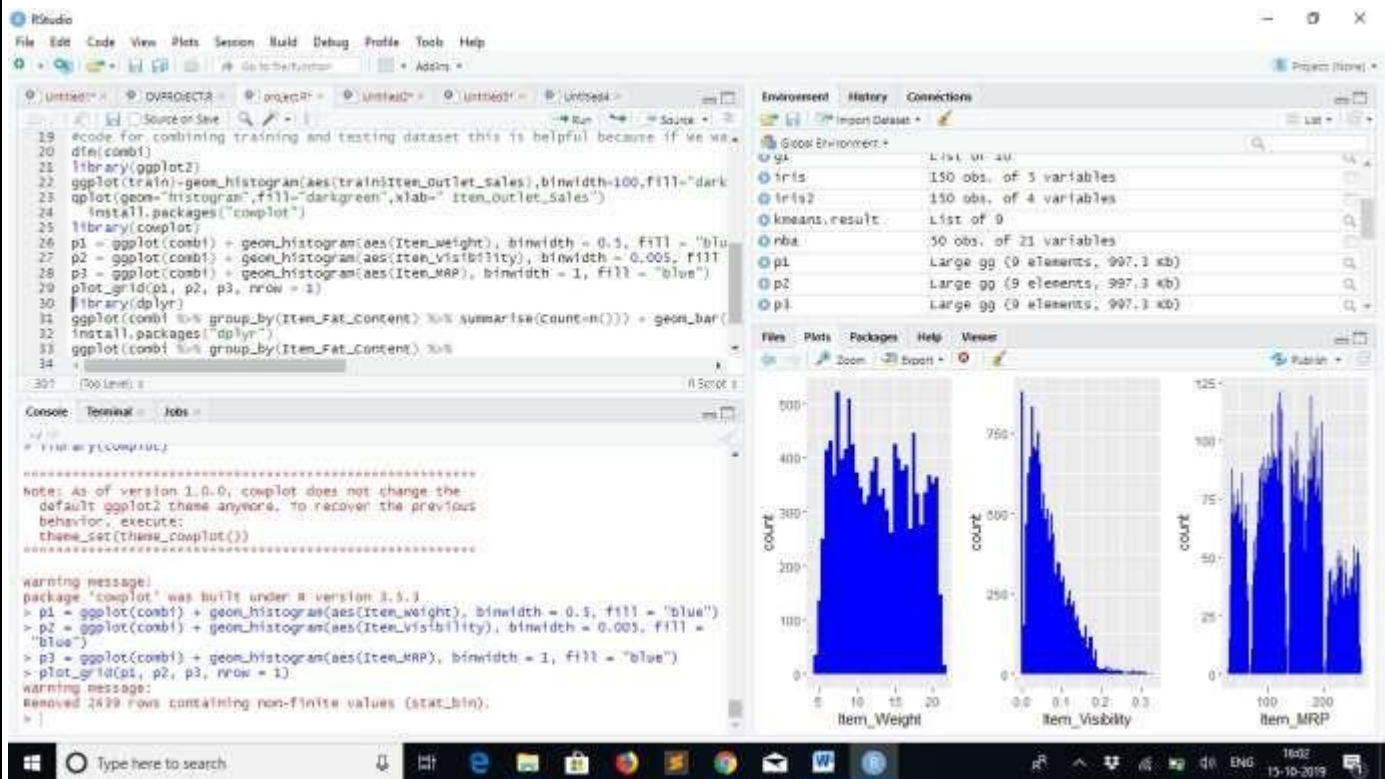 RStudio
File Edit Code View Plots Session Build Debug Profile Tools Help
Go to file/function
Addins
Project: (None)
Untitled1*
DVPROJECT.R
project.R*
Untitled2*
Untitled3*
Untitled4
Source on Save
Run
Source
19 #code for combining training and testing dataset this is helpful because if we wa
20 dim(combi)
21 library(ggplot2)
22 ggplot(train)+geom_histogram(aes(train$Item_Outlet_Sales),binwidth=100,fill="dark
23 qplot(geom="histogram",fill="darkgreen",xlab=" Item_Outlet_Sales")
24 install.packages("cowplot")
25 library(cowplot)
26 p1 = ggplot(combi) + geom_histogram(aes(Item_Weight), binwidth = 0.5, fill = "blu
27 p2 = ggplot(combi) + geom_histogram(aes(Item_Visibility), binwidth = 0.005, fill
28 p3 = ggplot(combi) + geom_histogram(aes(Item_MRP), binwidth = 1, fill = "blue")
29 plot_grid(p1, p2, p3, nrow = 1)
30 library(dplyr)
31 ggplot(combi %>% group_by(Item_Fat_Content) %>% summarise(Count=n())) + geom_bar(
32 install.packages("dplyr")
33 ggplot(combi %>% group_by(Item_Fat_Content) %>%
34
30:1 (Top Level) R Script
Console Terminal Jobs
> library(cowplot)
********************************************************
Note: As of version 1.0.0, cowplot does not change the
default ggplot2 theme anymore. To recover the previous
behavior, execute:
theme_set(theme_cowplot())
********************************************************
Warning message:
package 'cowplot' was built under R version 3.5.3
> p1 = ggplot(combi) + geom_histogram(aes(Item_Weight), binwidth = 0.5, fill = "blue")
> p2 = ggplot(combi) + geom_histogram(aes(Item_Visibility), binwidth = 0.005, fill =
"blue")
> p3 = ggplot(combi) + geom_histogram(aes(Item_MRP), binwidth = 1, fill = "blue")
> plot_grid(p1, p2, p3, nrow = 1)
Warning message:
Removed 2439 rows containing non-finite values (stat_bin).
>
Environment History Connections
Import Dataset
List
Global Environment
g1 List of 10
iris 150 obs. of 5 variables
iris2 150 obs. of 4 variables
kmeans.result List of 9
nba 50 obs. of 21 variables
p1 Large gg (9 elements, 997.3 Kb)
p2 Large gg (9 elements, 997.3 Kb)
p3 Large gg (9 elements, 997.3 Kb)
Files Plots Packages Help Viewer
Zoom Export Publish
500
400
300
200
100
0
count
5 10 15 20
Item_Weight
750
500
250
0
count
0.0 0.1 0.2 0.3
Item_Visibility
125
100
75
50
25
0
count
100 200
Item_MRP
Type here to search
ENG
16:02
15-10-2019